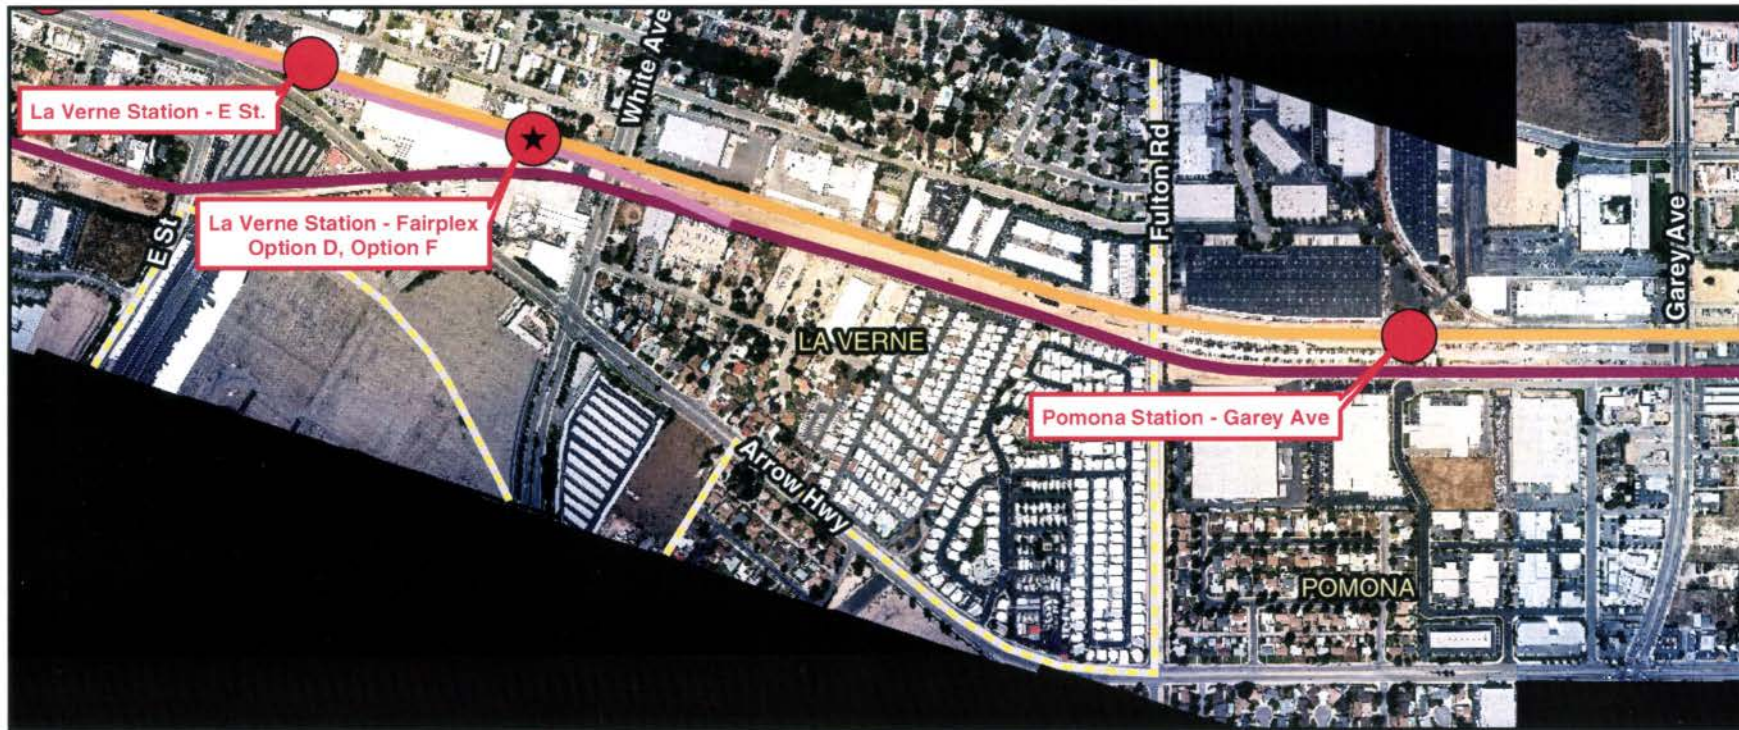 La Verne Station - E St.
White Ave
La Verne Station - Fairplex
Option D, Option F
E St
Fulton Rd
Garey Ave
LA VERNE
Pomona Station - Garey Ave
Arrow Hwy
POMONA